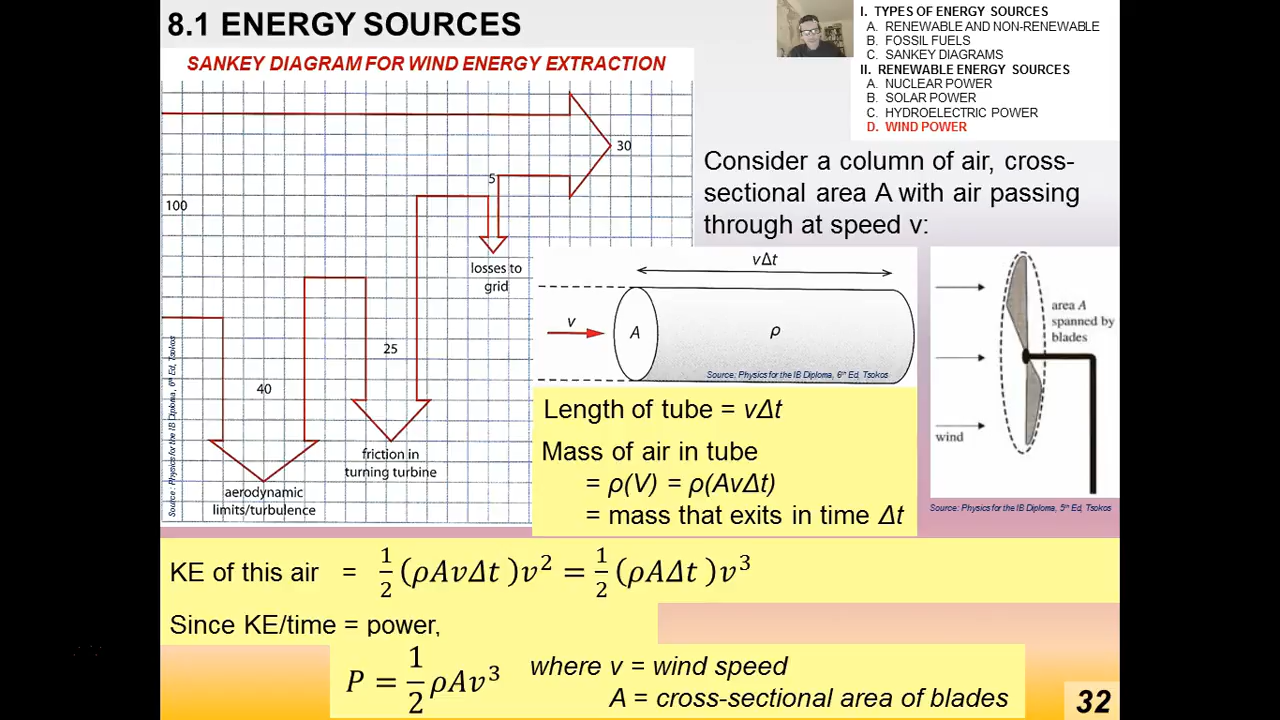 8.1 ENERGY SOURCES
I. TYPES OF ENERGY SOURCES
A. RENEWABLE AND NON-RENEWABLE
B. FOSSIL FUELS
C. SANKEY DIAGRAMS
II. RENEWABLE ENERGY SOURCES
A. NUCLEAR POWER
B. SOLAR POWER
C. HYDROELECTRIC POWER
D. WIND POWER
SANKEY DIAGRAM FOR WIND ENERGY EXTRACTION
30
5
100
losses to
grid
25
40
friction in
turning turbine
aerodynamic
limits/turbulence
Source: Physics for the IB Diploma, 6th Ed, Tsokos
Consider a column of air, cross-
sectional area A with air passing
through at speed v:
vΔt
v
A
ρ
Source: Physics for the IB Diploma, 6th Ed, Tsokos
area A
spanned by
blades
wind
Source: Physics for the IB Diploma, 5th Ed, Tsokos
Length of tube = vΔt
Mass of air in tube
= ρ(V) = ρ(AvΔt)
= mass that exits in time Δt
KE of this air = 1/2 (ρAvΔt)v² = 1/2 (ρAΔt)v³
Since KE/time = power,
P = 1/2 ρAv³ where v = wind speed
A = cross-sectional area of blades
32